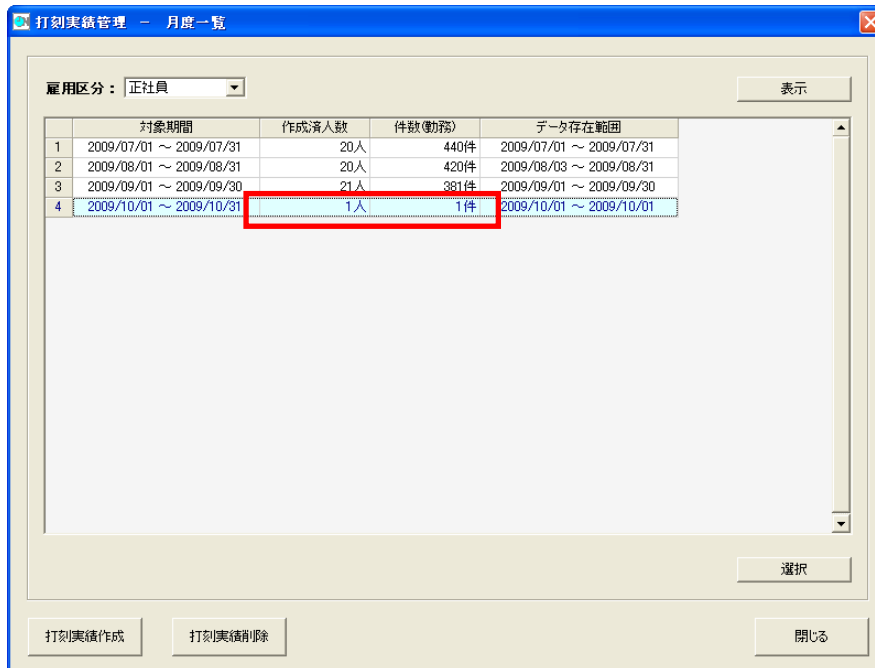 打刻実績管理 － 月度一覧
雇用区分： 正社員 表示
対象期間 作成済人数 件数(勤務) データ存在範囲
1 2009/07/01 ～ 2009/07/31 20人 440件 2009/07/01 ～ 2009/07/31
2 2009/08/01 ～ 2009/08/31 20人 420件 2009/08/03 ～ 2009/08/31
3 2009/09/01 ～ 2009/09/30 21人 381件 2009/09/01 ～ 2009/09/30
4 2009/10/01 ～ 2009/10/31 1人 1件 2009/10/01 ～ 2009/10/01
選択
打刻実績作成 打刻実績削除 閉じる